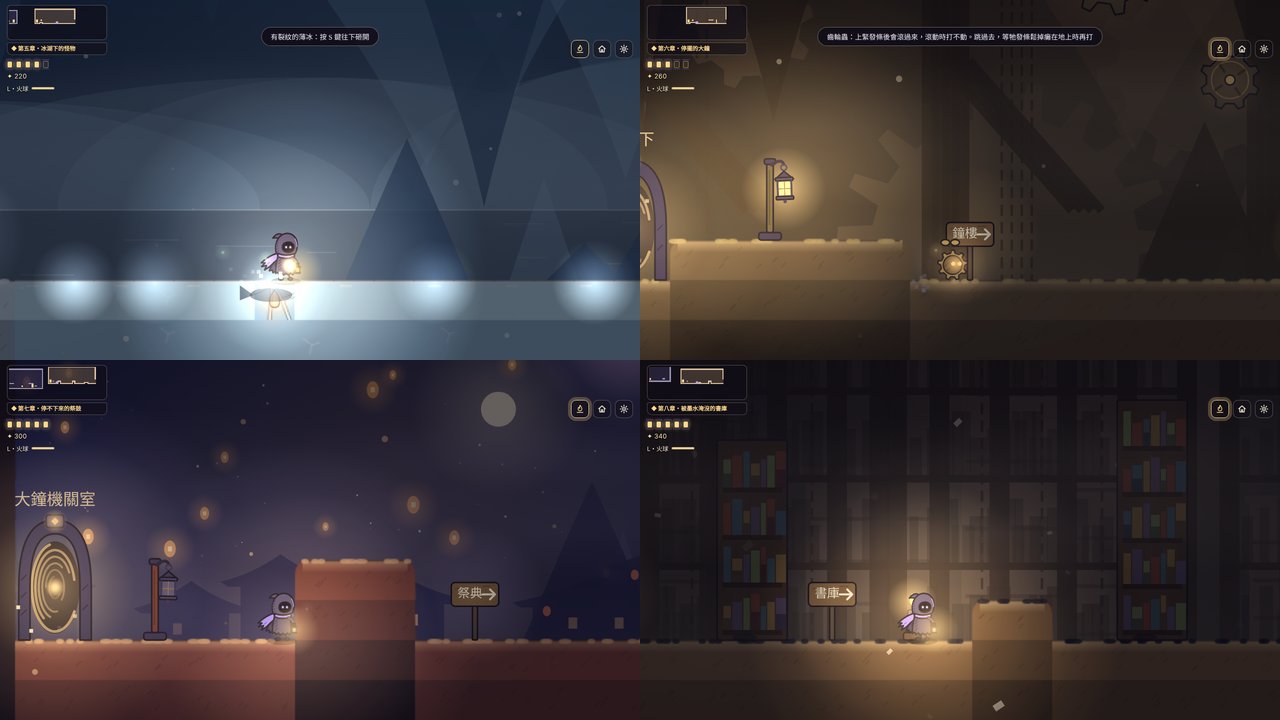 有裂紋的薄冰：按 S 鍵往下砸開
◆ 第五章・冰湖下的怪物
✦ 220
L・火球
齒輪蟲：上緊發條後會滾過來，滾動時打不動。跳過去，等牠發條鬆掉癱在地上時再打
◆ 第六章・停擺的大鐘
✦ 260
L・火球
下
鐘樓
◆ 第七章・停不下來的祭鼓
✦ 300
L・火球
大鐘機關室
祭典
◆ 第八章・被墨水淹沒的書庫
✦ 340
L・火球
書庫